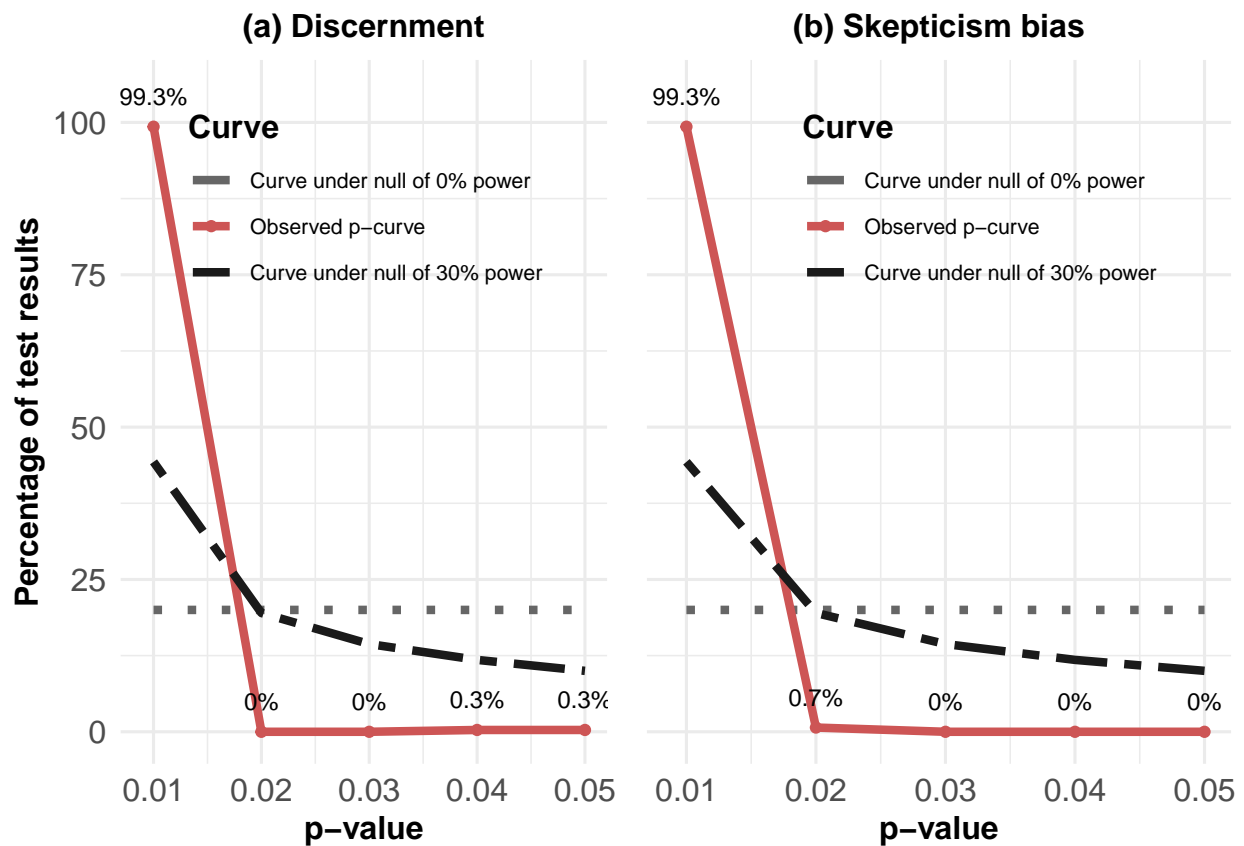 (a) Discernment
99.3%
100
75
50
25
0
Percentage of test results
Curve
Curve under null of 0% power
Observed p−curve
Curve under null of 30% power
0%
0%
0.3%
0.3%
0.01 0.02 0.03 0.04 0.05
p−value
(b) Skepticism bias
99.3%
Curve
Curve under null of 0% power
Observed p−curve
Curve under null of 30% power
0.7%
0%
0%
0%
0.01 0.02 0.03 0.04 0.05
p−value